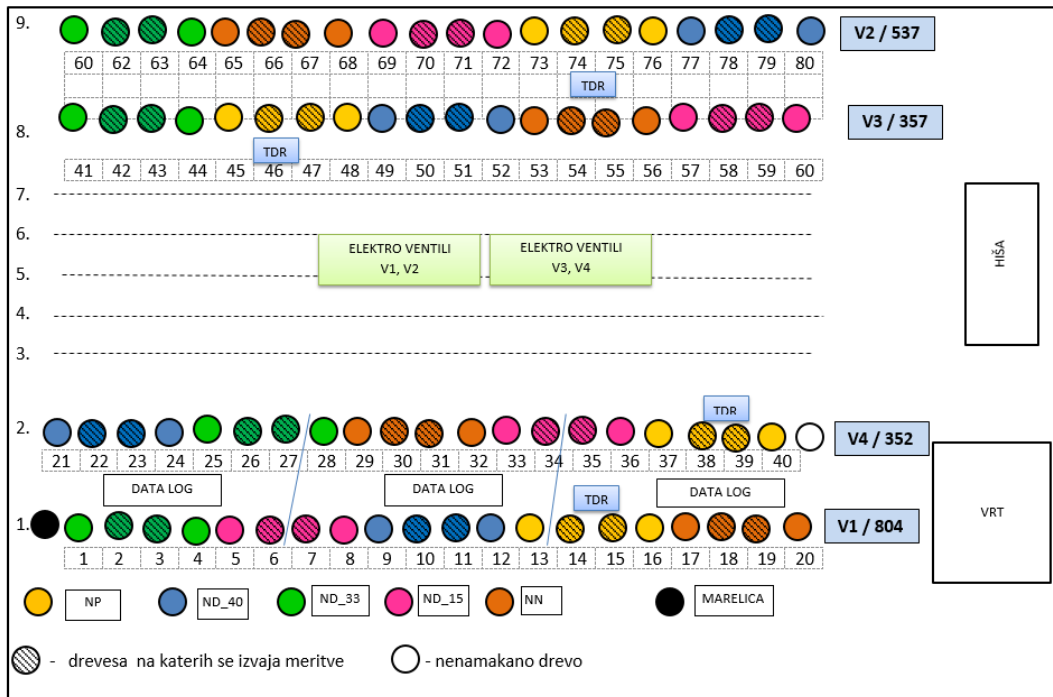 9. V2 / 537
60 62 63 64 65 66 67 68 69 70 71 72 73 74 75 76 77 78 79 80
TDR
8. V3 / 357
TDR
41 42 43 44 45 46 47 48 49 50 51 52 53 54 55 56 57 58 59 60
7.
6.
ELEKTRO VENTILI
V1, V2
ELEKTRO VENTILI
V3, V4
5.
4.
3.
HIŠA
TDR
2. V4 / 352
21 22 23 24 25 26 27 28 29 30 31 32 33 34 35 36 37 38 39 40
DATA LOG DATA LOG DATA LOG
TDR
1. V1 / 804
1 2 3 4 5 6 7 8 9 10 11 12 13 14 15 16 17 18 19 20
VRT
NP ND_40 ND_33 ND_15 NN MARELICA
- drevesa na katerih se izvaja meritve - nenamakano drevo